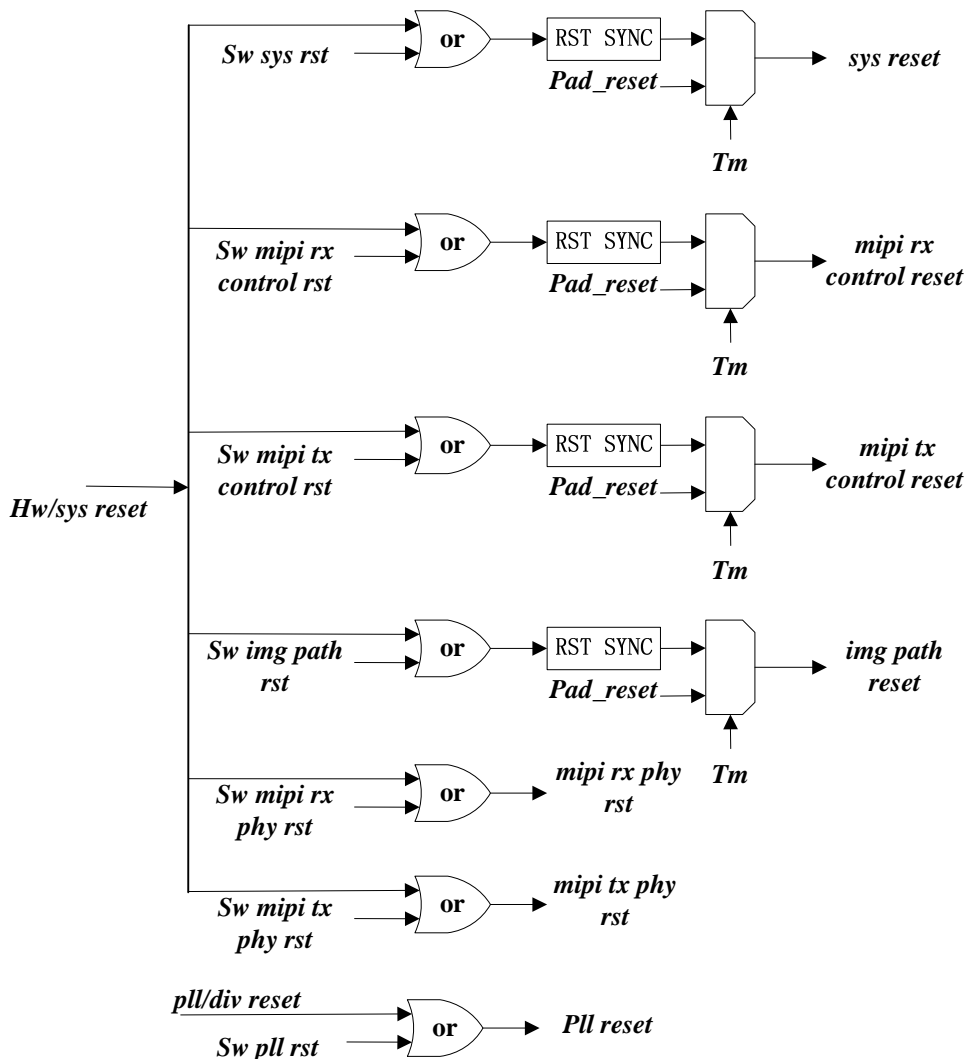 or
RST SYNC
Sw sys rst
Pad_reset
sys reset
Tm
or
RST SYNC
Sw mipi rx
control rst
Pad_reset
mipi rx
control reset
Tm
or
RST SYNC
Sw mipi tx
control rst
Pad_reset
mipi tx
control reset
Hw/sys reset
Tm
or
RST SYNC
Sw img path
rst
Pad_reset
img path
reset
Tm
Sw mipi rx
phy rst
or
mipi rx phy
rst
Sw mipi tx
phy rst
or
mipi tx phy
rst
pll/div reset
Sw pll rst
or
Pll reset